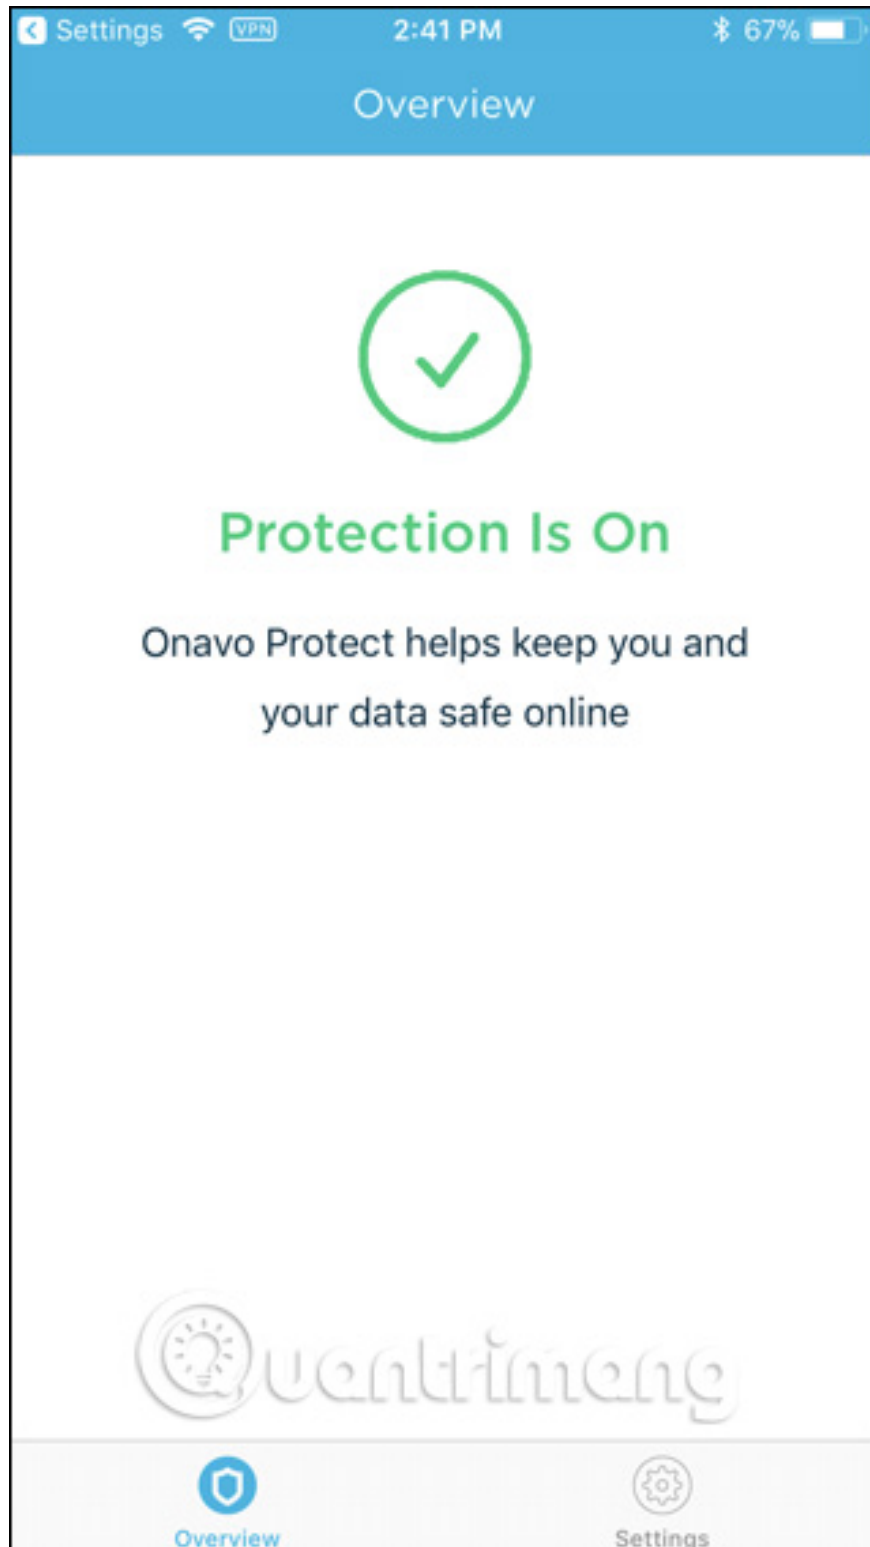 Settings VPN 2:41 PM 67%
Overview
Protection Is On
Onavo Protect helps keep you and
your data safe online
Quantrimang
Overview Settings